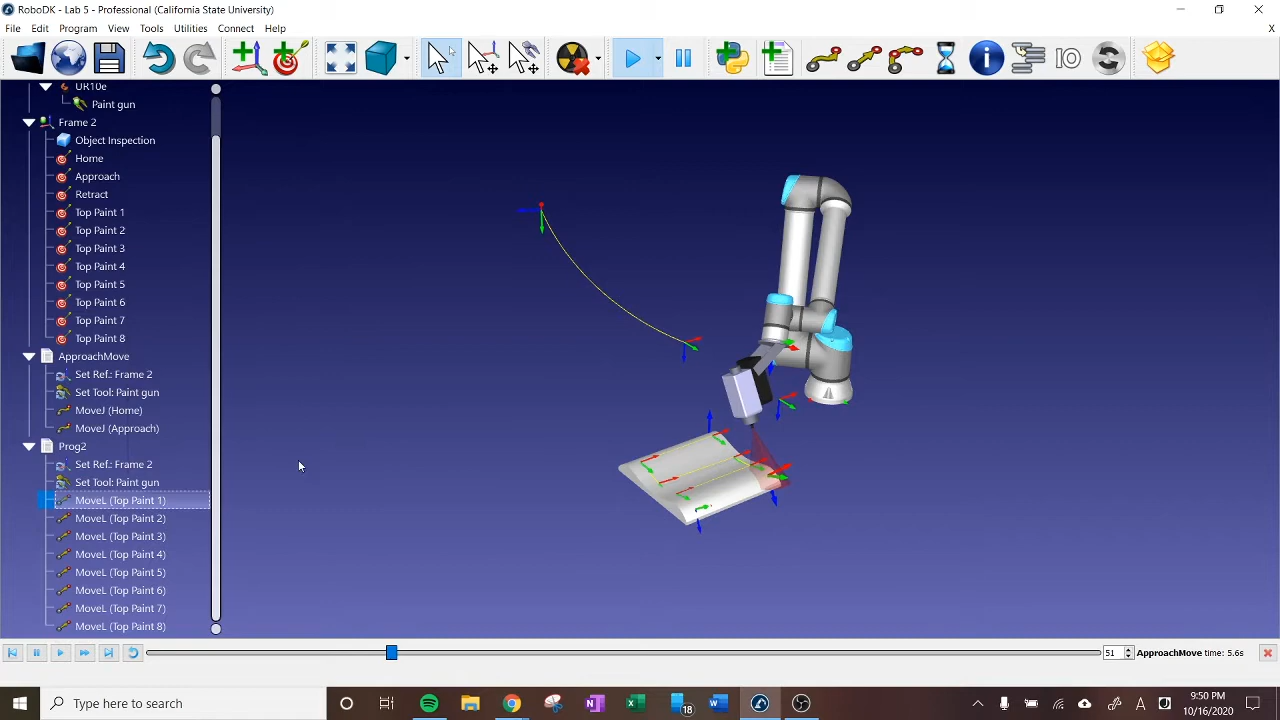 RoboDK - Lab 5 - Professional (California State University)
File Edit Program View Tools Utilities Connect Help
X
IO
UR10e
Paint gun
Frame 2
Object Inspection
Home
Approach
Retract
Top Paint 1
Top Paint 2
Top Paint 3
Top Paint 4
Top Paint 5
Top Paint 6
Top Paint 7
Top Paint 8
ApproachMove
Set Ref.: Frame 2
Set Tool: Paint gun
MoveJ (Home)
MoveJ (Approach)
Prog2
Set Ref.: Frame 2
Set Tool: Paint gun
MoveL (Top Paint 1)
MoveL (Top Paint 2)
MoveL (Top Paint 3)
MoveL (Top Paint 4)
MoveL (Top Paint 5)
MoveL (Top Paint 6)
MoveL (Top Paint 7)
MoveL (Top Paint 8)
51 ApproachMove time: 5.6s
Type here to search
18
9:50 PM
10/16/2020